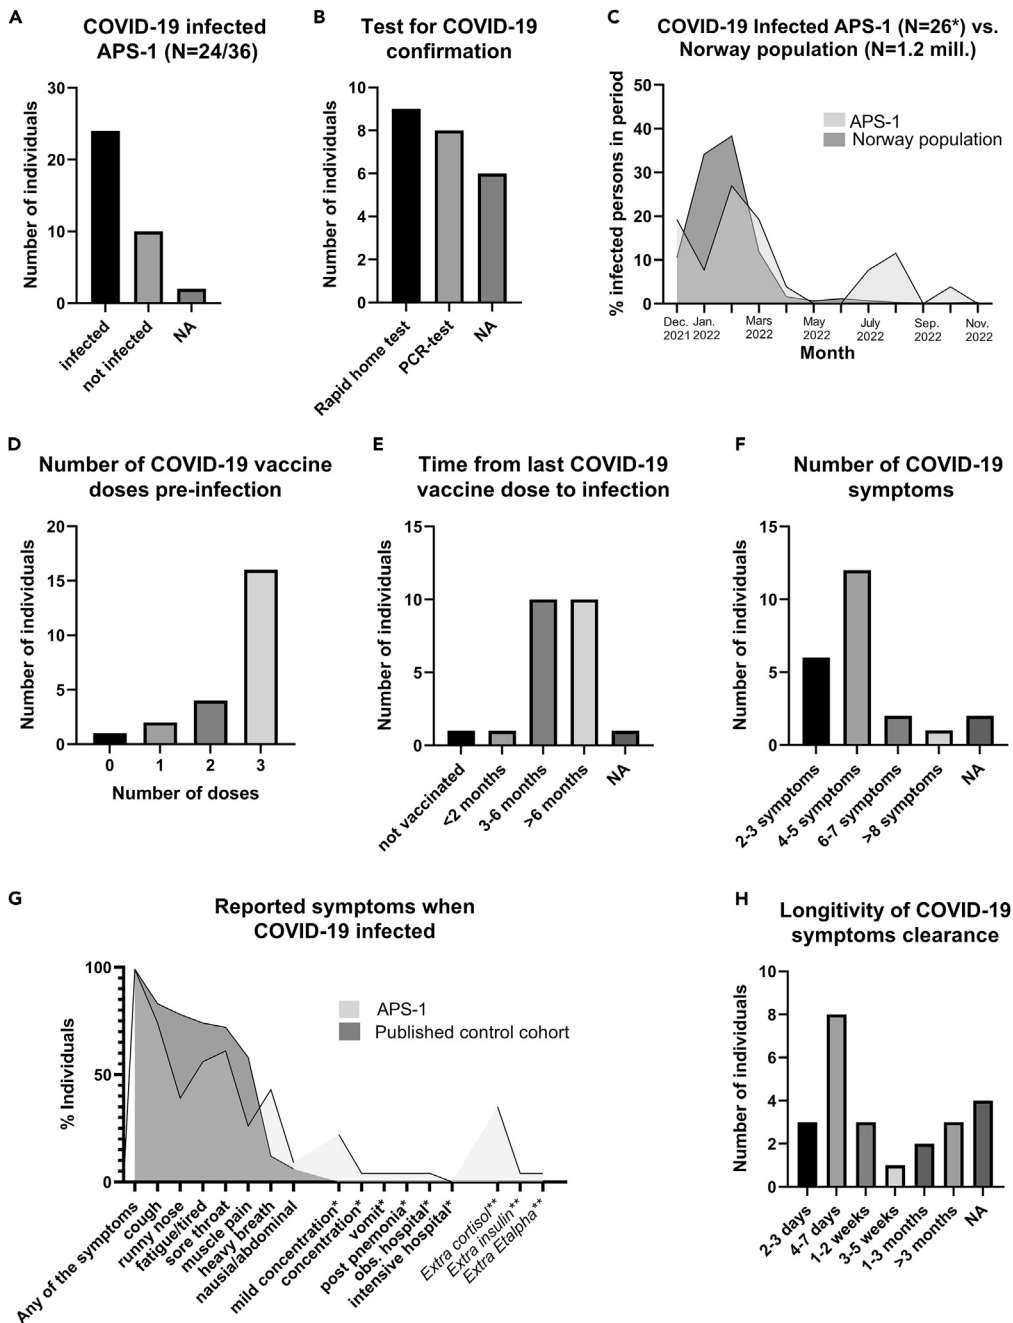 A
COVID-19 infected
APS-1 (N=24/36)
Number of individuals
30
20
10
0
infected
not infected
NA
B
Test for COVID-19
confirmation
Number of individuals
10
8
6
4
2
0
Rapid home test
PCR-test
NA
C
COVID-19 Infected APS-1 (N=26*) vs.
Norway population (N=1.2 mill.)
% infected persons in period
50
40
30
20
10
0
APS-1
Norway population
Dec. Jan. Mars May July Sep. Nov.
2021 2022 2022 2022 2022 2022 2022
Month
D
Number of COVID-19 vaccine
doses pre-infection
Number of individuals
20
15
10
5
0
0 1 2 3
Number of doses
E
Time from last COVID-19
vaccine dose to infection
Number of individuals
15
10
5
0
not vaccinated
<2 months
3-6 months
>6 months
NA
F
Number of COVID-19
symptoms
Number of individuals
15
10
5
0
2-3 symptoms
4-5 symptoms
6-7 symptoms
>8 symptoms
NA
G
Reported symptoms when
COVID-19 infected
% Individuals
100
50
0
APS-1
Published control cohort
Any of the symptoms
cough
runny nose
fatigue/tired
sore throat
muscle pain
heavy breath
nausia/abdominal
mild concentration*
concentration*
vomit*
post pnemonia*
obs. hospital*
intensive hospital*
Extra cortisol**
Extra insulin**
Extra Etalpha**
H
Longitivity of COVID-19
symptoms clearance
Number of individuals
10
8
6
4
2
0
2-3 days
4-7 days
1-2 weeks
3-5 weeks
1-3 months
>3 months
NA